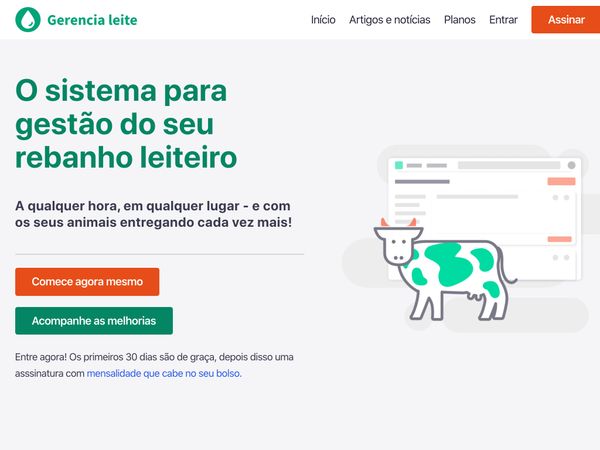 Gerencia leite
Início Artigos e notícias Planos Entrar Assinar
O sistema para
gestão do seu
rebanho leiteiro
A qualquer hora, em qualquer lugar - e com
os seus animais entregando cada vez mais!
Comece agora mesmo
Acompanhe as melhorias
Entre agora! Os primeiros 30 dias são de graça, depois disso uma
asssinatura com mensalidade que cabe no seu bolso.